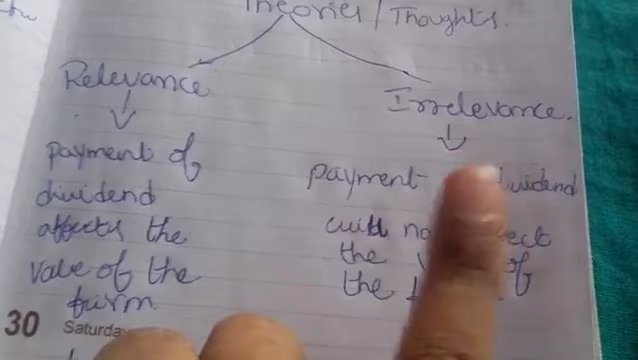 Theories / Thoughts.
Relevance
Irrelevance.
payment of
dividend
affects the
value of the
firm.
payment
will
the of
the
30 Saturday